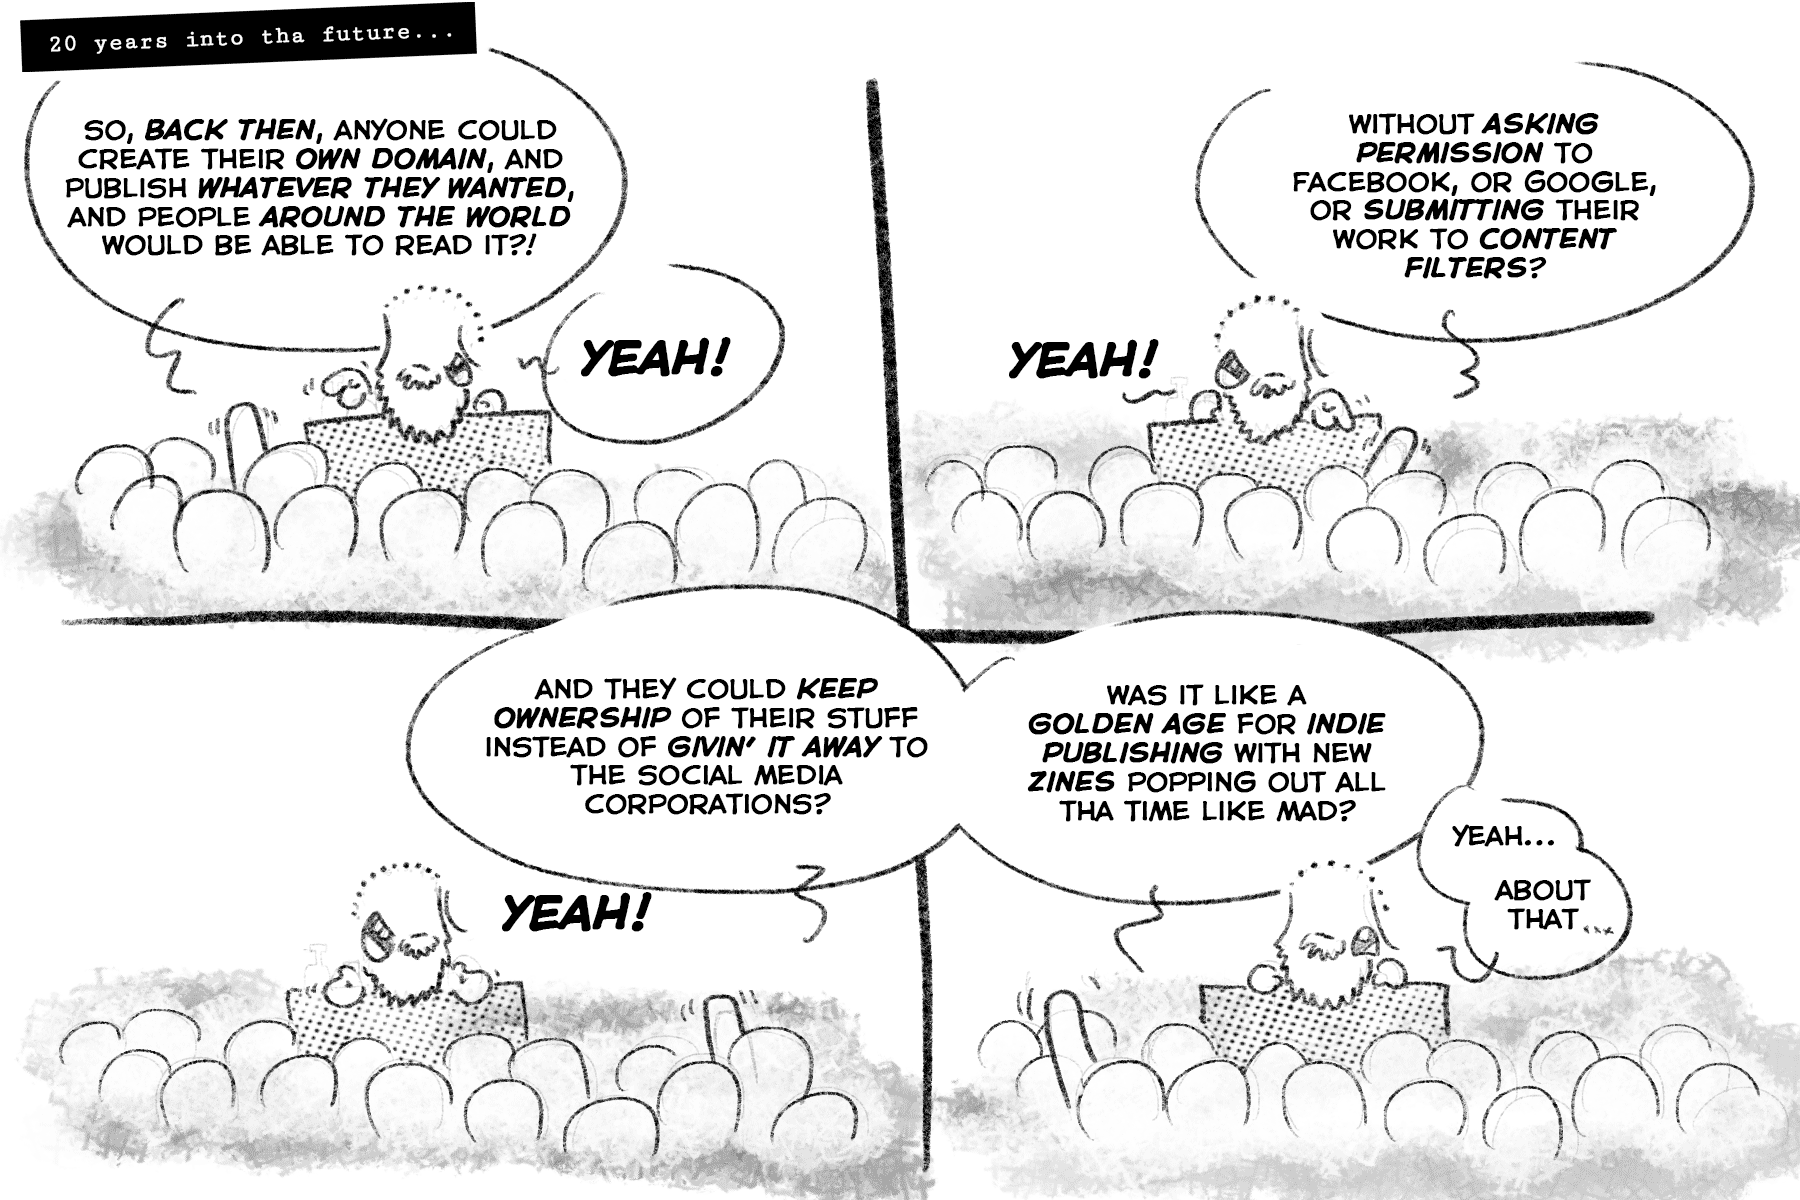 20 years into tha future...
SO, BACK THEN, ANYONE COULD
CREATE THEIR OWN DOMAIN, AND
PUBLISH WHATEVER THEY WANTED,
AND PEOPLE AROUND THE WORLD
WOULD BE ABLE TO READ IT?!
YEAH!
WITHOUT ASKING
PERMISSION TO
FACEBOOK, OR GOOGLE,
OR SUBMITTING THEIR
WORK TO CONTENT
FILTERS?
YEAH!
AND THEY COULD KEEP
OWNERSHIP OF THEIR STUFF
INSTEAD OF GIVIN' IT AWAY TO
THE SOCIAL MEDIA
CORPORATIONS?
YEAH!
WAS IT LIKE A
GOLDEN AGE FOR INDIE
PUBLISHING WITH NEW
ZINES POPPING OUT ALL
THA TIME LIKE MAD?
YEAH...
ABOUT
THAT...